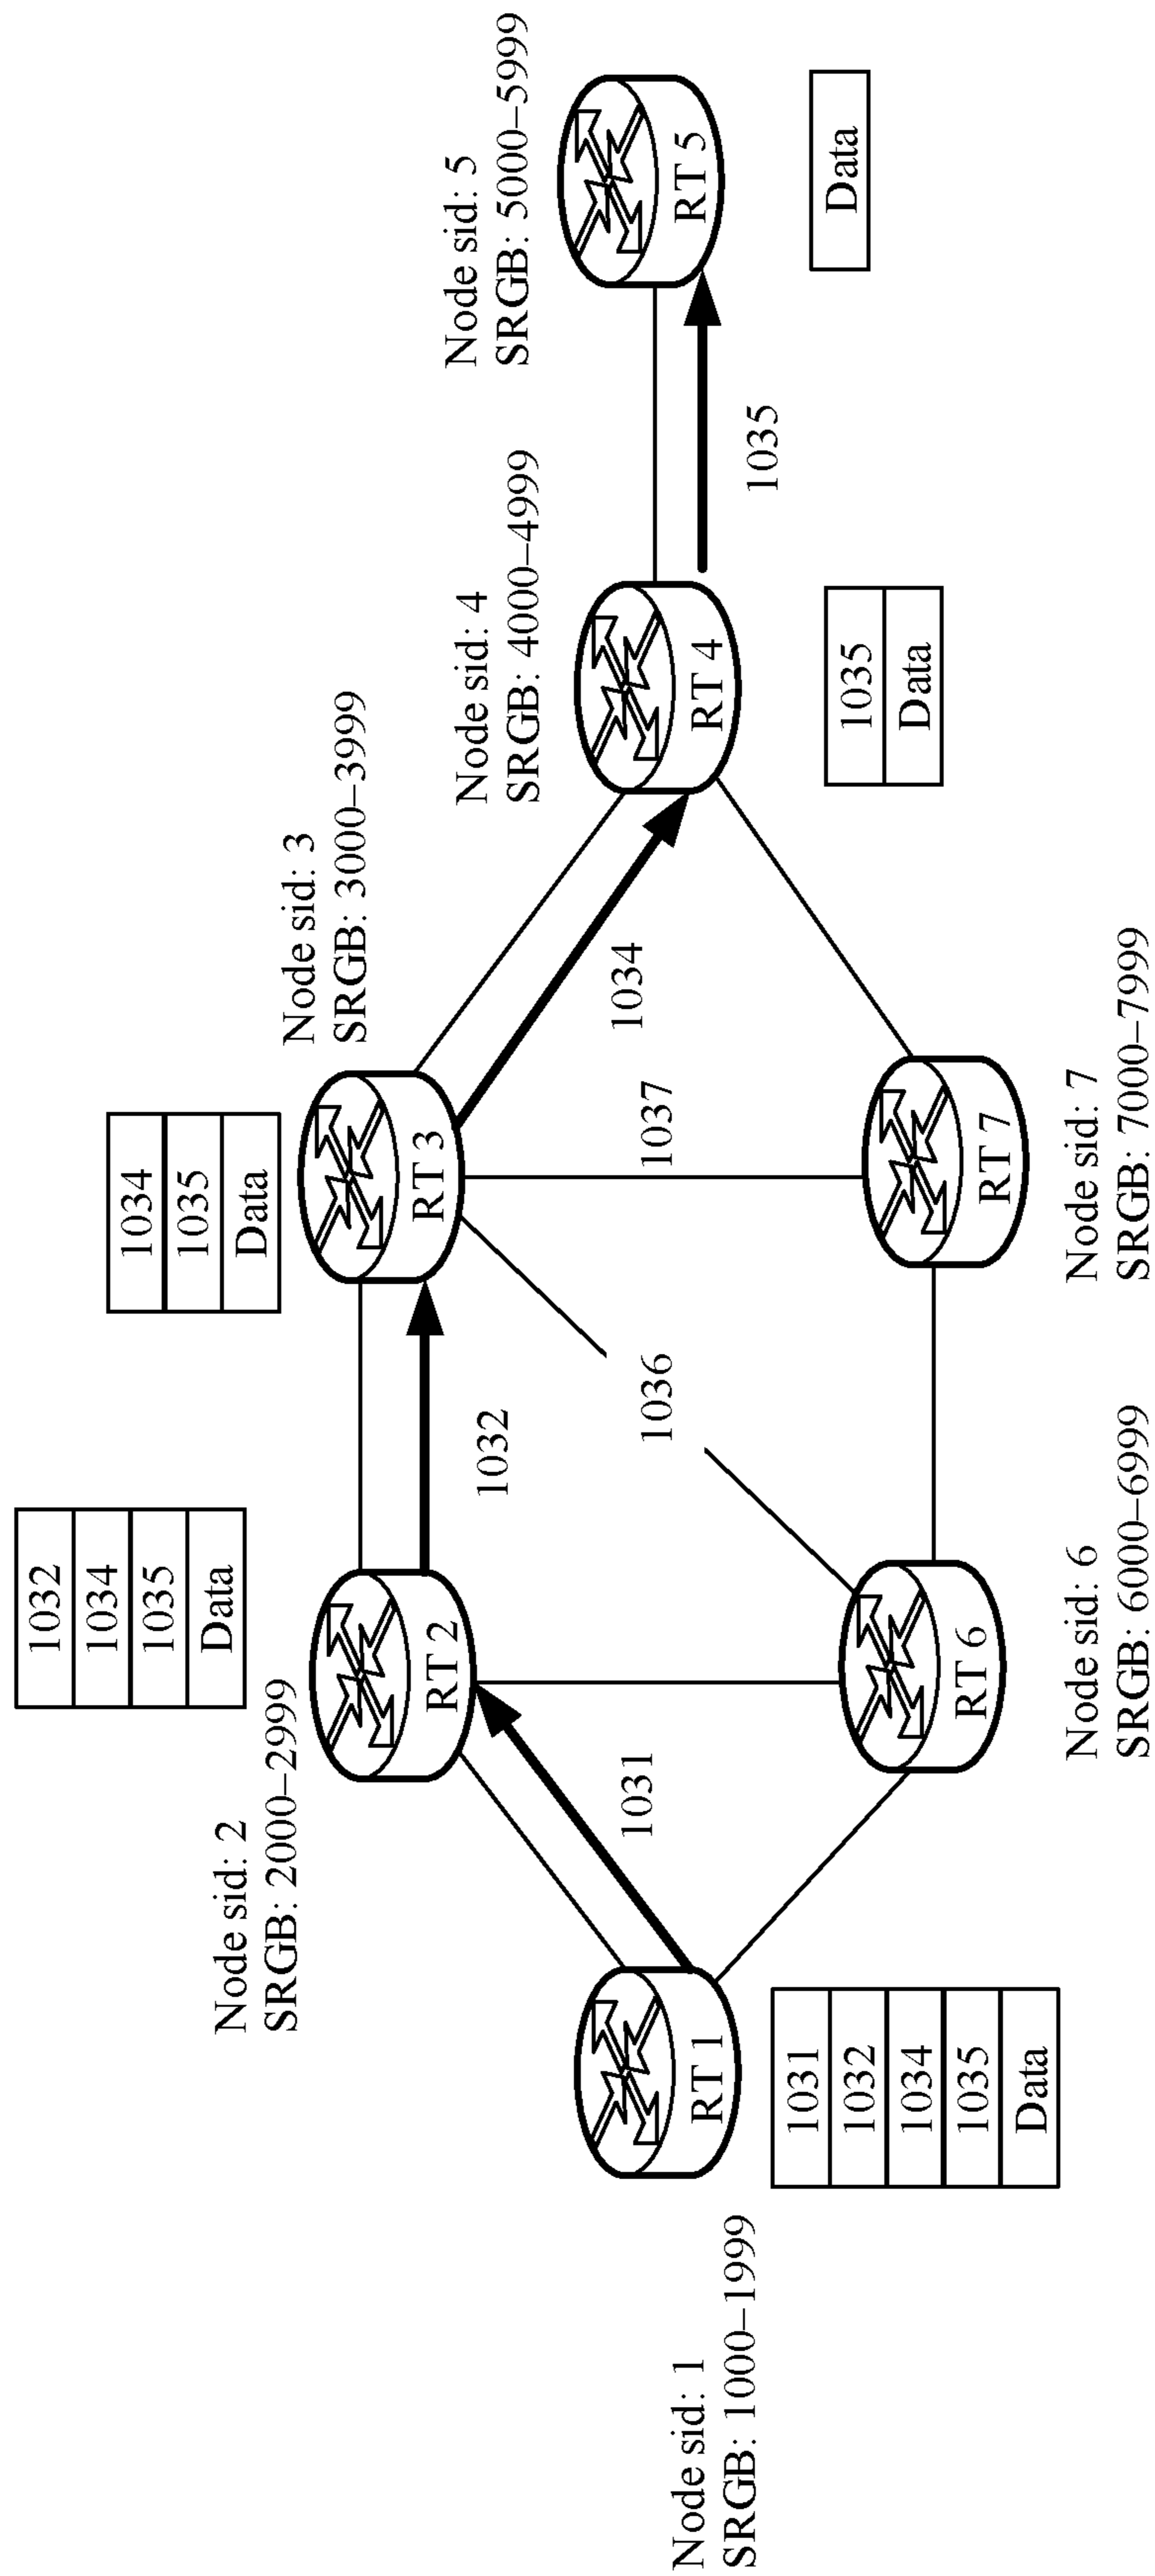 1032
1034
1035
Data
1034
1035
Data
Node sid: 2
SRGB: 2000–2999
Node sid: 3
SRGB: 3000–3999
RT 2
1032
RT 3
Node sid: 4
SRGB: 4000–4999
Node sid: 5
SRGB: 5000–5999
Node sid: 1
SRGB: 1000–1999
RT 1
1031
1036
1037
1034
RT 4
1035
RT 5
1031
1032
1034
1035
Data
1035
Data
Data
RT 6
RT 7
Node sid: 6
SRGB: 6000–6999
Node sid: 7
SRGB: 7000–7999